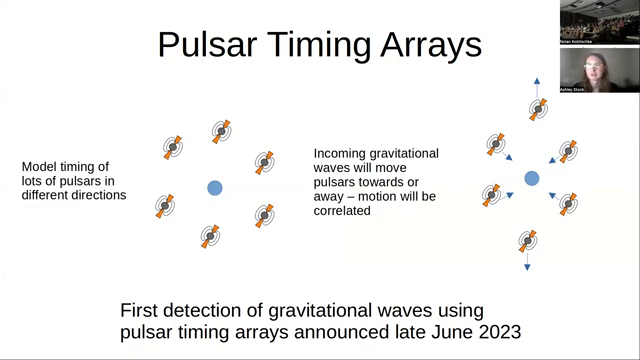 Pulsar Timing Arrays
Model timing of
lots of pulsars in
different directions
Incoming gravitational
waves will move
pulsars towards or
away – motion will be
correlated
First detection of gravitational waves using
pulsar timing arrays announced late June 2023
Ashley Stock